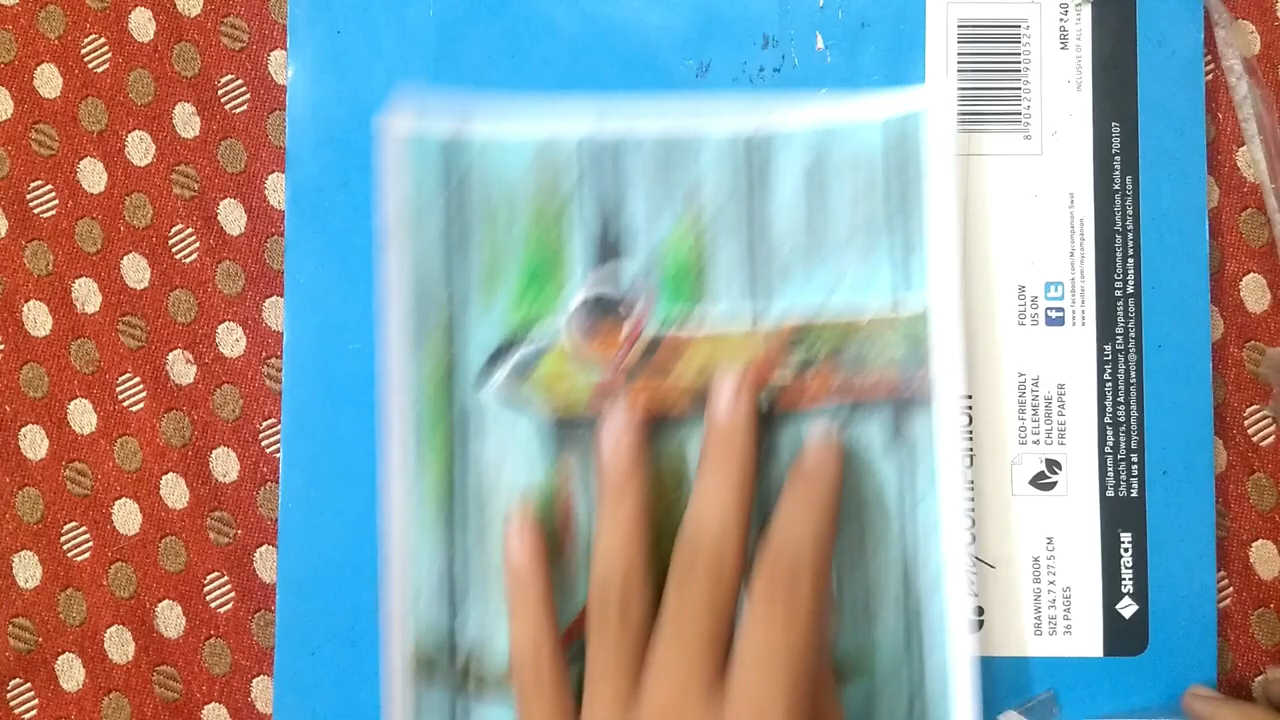 8904209900524
MRP ₹ 40
INCLUSIVE OF ALL TAXES
FOLLOW
US ON
www.facebook.com/Mycompanion Swot
www.twitter.com/mycompanion.
ECO-FRIENDLY
& ELEMENTAL
CHLORINE-
FREE PAPER
mycompanion
DRAWING BOOK
SIZE 34.7 X 27.5 CM
36 PAGES
Brijlaxmi Paper Products Pvt. Ltd.
Shrachi Towers, 686 Anandapur, EM Bypass, R B Connector Junction, Kolkata 700107
Mail us at mycompanion.swot@shrachi.com Website www.shrachi.com
SHRACHI